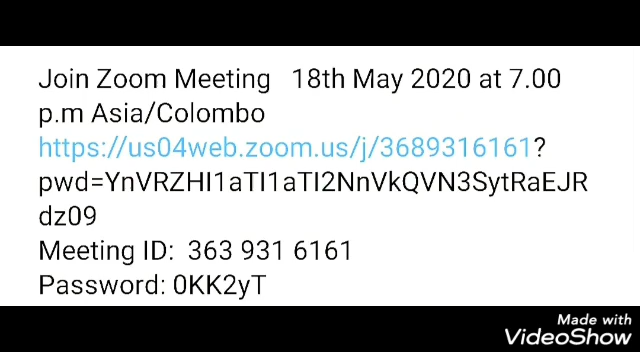 Join Zoom Meeting   18th May 2020 at 7.00
p.m Asia/Colombo
https://us04web.zoom.us/j/3689316161?
pwd=YnVRZHI1aTI1aTI2NnVkQVN3SytRaEJR
dz09
Meeting ID:  363 931 6161
Password: 0KK2yT
Made with
VideoShow